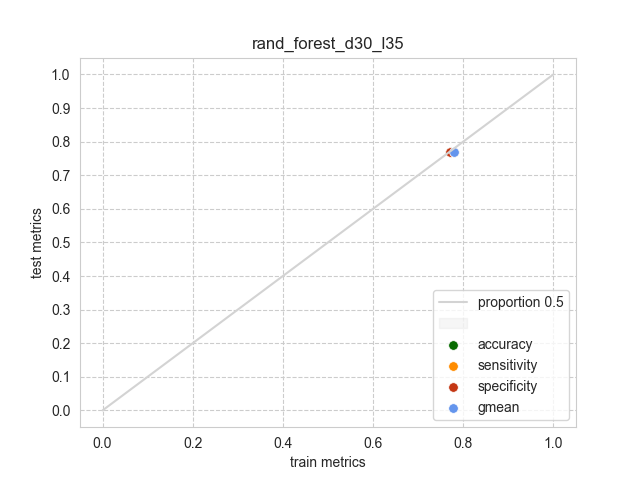 rand_forest_d30_l35
1.0
0.9
0.8
0.7
0.6
0.5
0.4
0.3
0.2
0.1
0.0
test metrics
proportion 0.5
accuracy
sensitivity
specificity
gmean
0.0 0.2 0.4 0.6 0.8 1.0
train metrics